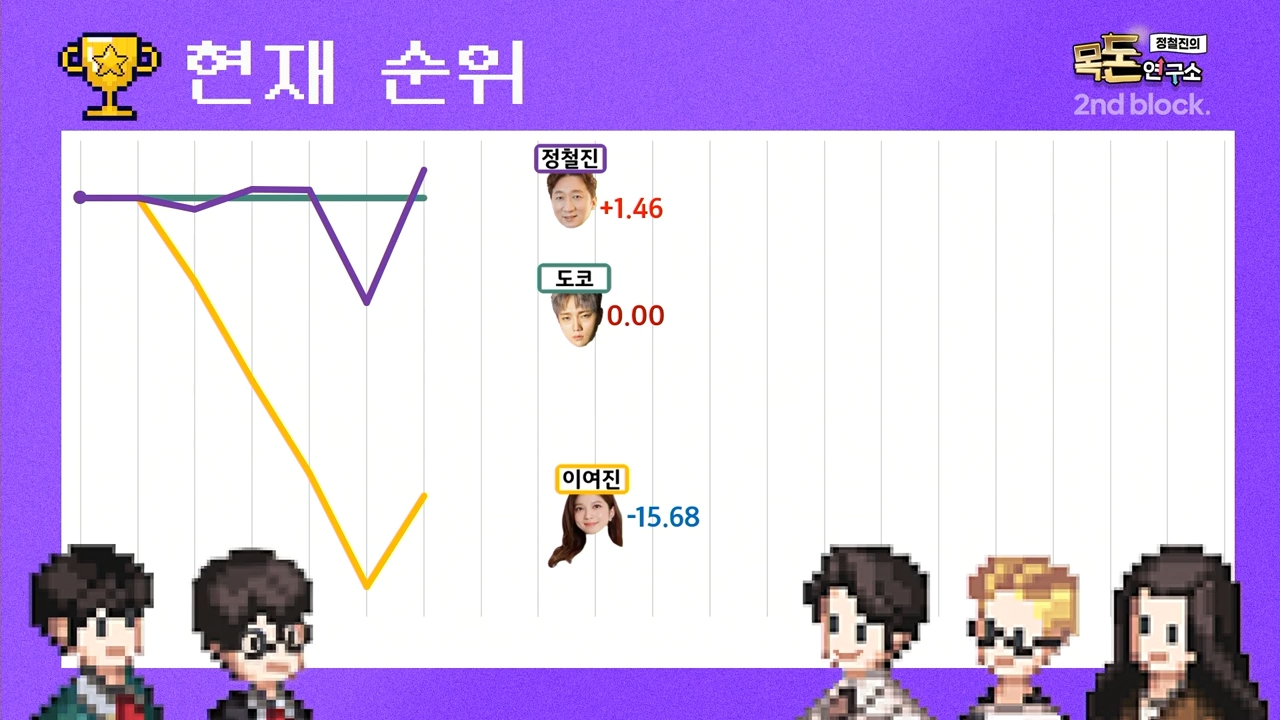 현재 순위
정철진의
목돈
연구소
2nd block.
정철진
+1.46
도코
0.00
이여진
-15.68